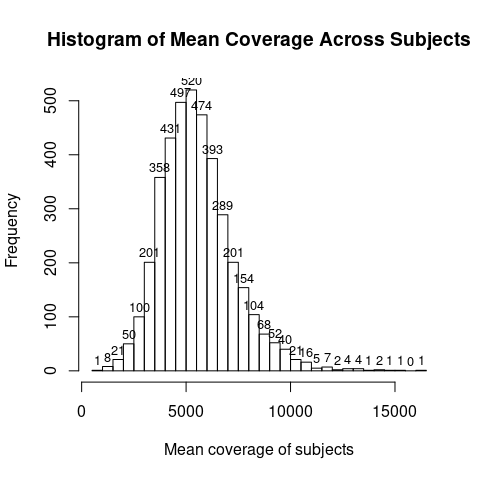 Histogram of Mean Coverage Across Subjects
Frequency
500
400
300
200
100
0
1 8 21 50 100 201 358 431 497 520 474 393 289 201 154 104 68 52 40 21 16 5 7 2 4 4 1 2 1 1 0 1
0 5000 10000 15000
Mean coverage of subjects